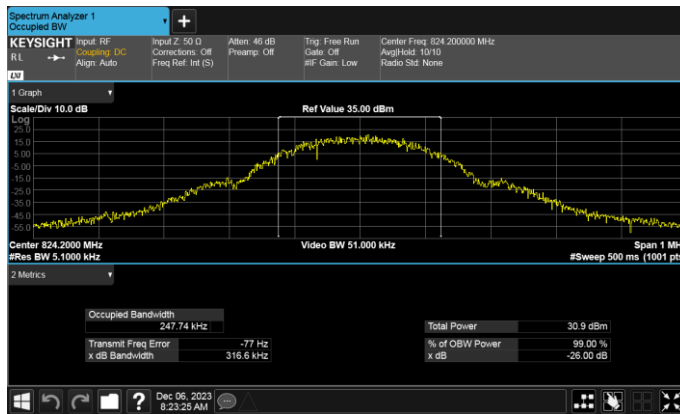 Spectrum Analyzer 1
Occupied BW
+
KEYSIGHT
RL
LXI
Input: RF
Coupling: DC
Align: Auto
Input Z: 50 Ω
Corrections: Off
Freq Ref: Int (S)
Atten: 46 dB
Preamp: Off
Trig: Free Run
Gate: Off
#IF Gain: Low
Center Freq: 824.200000 MHz
Avg|Hold: 10/10
Radio Std: None
1 Graph
Scale/Div 10.0 dB
Ref Value 35.00 dBm
Log
25.0
15.0
5.00
-5.00
-15.0
-25.0
-35.0
-45.0
-55.0
Center 824.2000 MHz
#Res BW 5.1000 kHz
Video BW 51.000 kHz
Span 1 MH
#Sweep 500 ms (1001 pts
2 Metrics
Occupied Bandwidth
247.74 kHz
Transmit Freq Error -77 Hz
x dB Bandwidth 316.6 kHz
Total Power 30.9 dBm
% of OBW Power 99.00 %
x dB -26.00 dB
?
Dec 06, 2023
8:23:25 AM